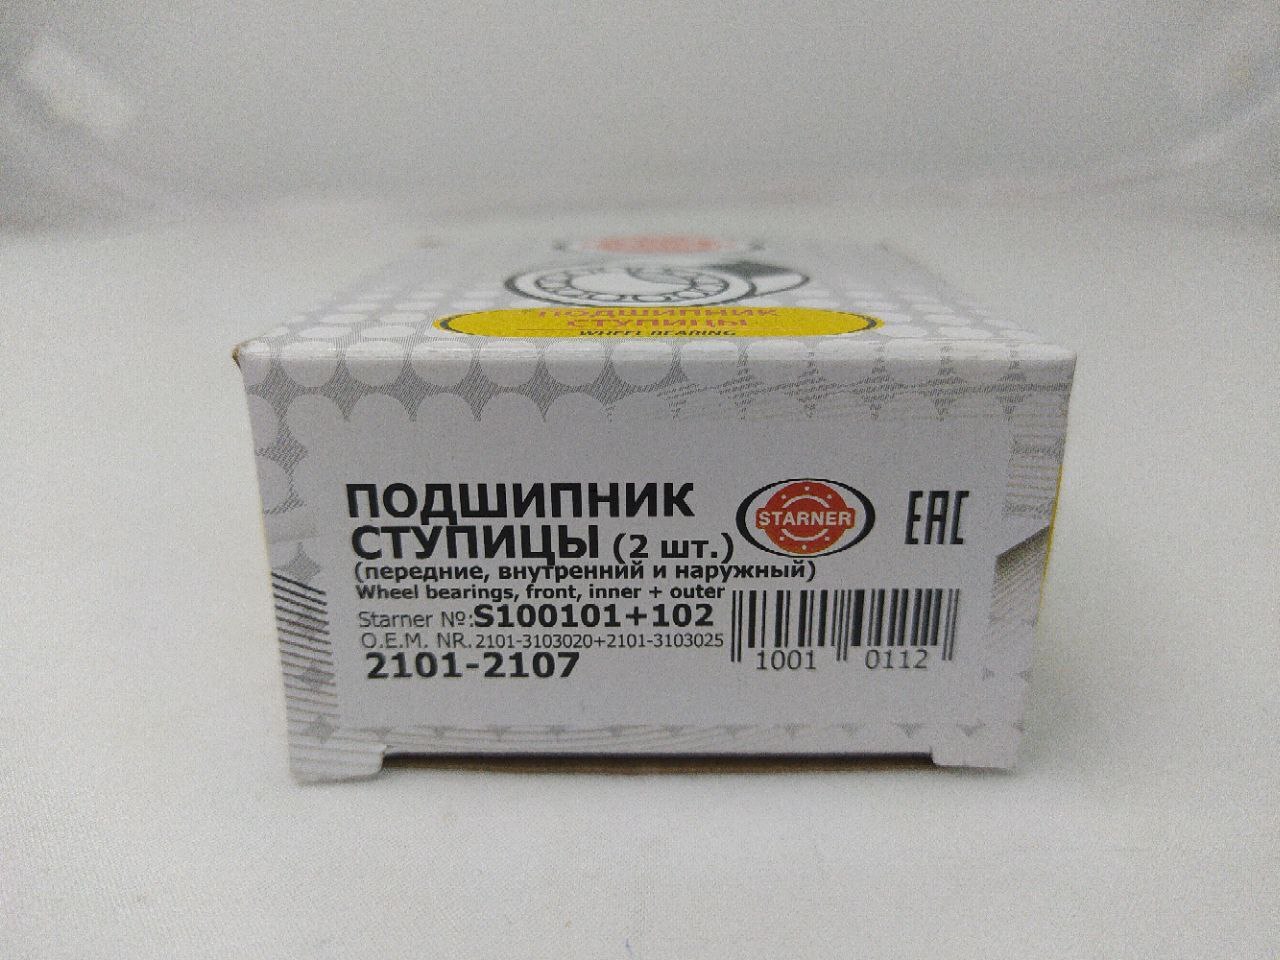 ПОДШИПНИК
СТУПИЦЫ
WHEEL BEARING
ПОДШИПНИК
СТУПИЦЫ (2 шт.)
STARNER
EAC
(передние, внутренний и наружный)
Wheel bearings, front, inner + outer
Starner №:S100101+102
O.E.M. NR. 2101-3103020+2101-3103025
2101-2107
1001 0112